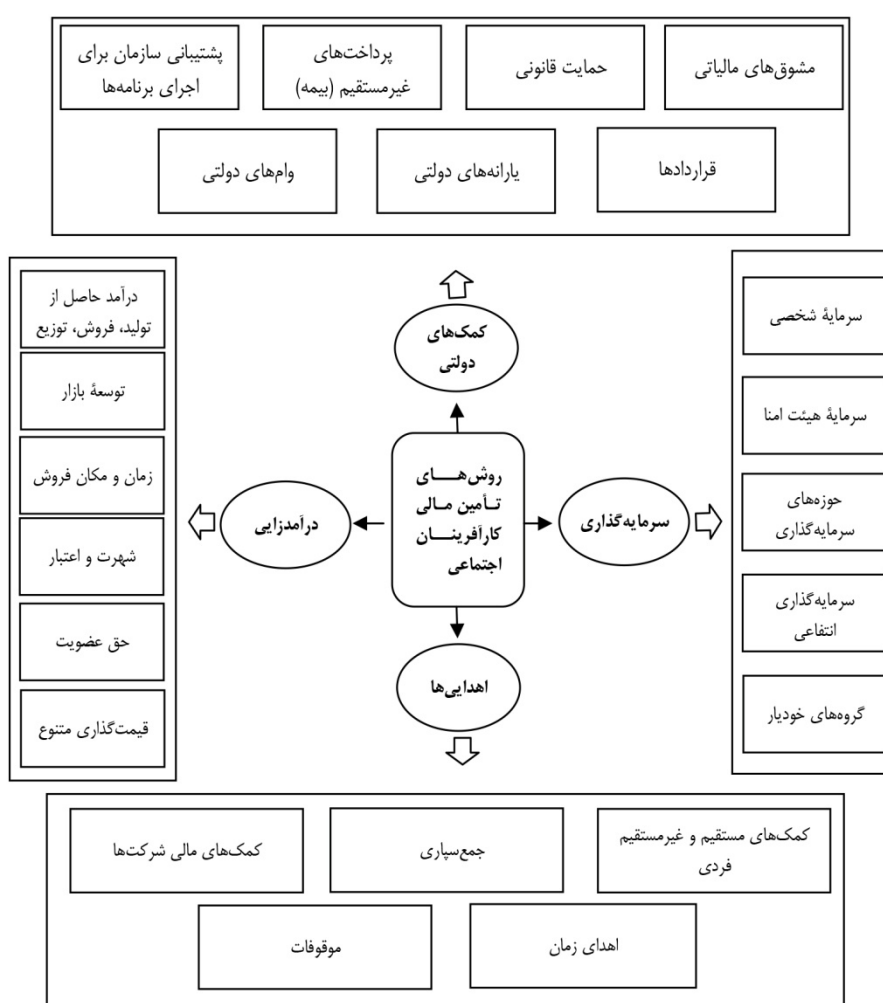 مشوق‌های مالیاتی
حمایت قانونی
پرداخت‌های
غیرمستقیم (بیمه)
پشتیبانی سازمان برای
اجرای برنامه‌ها
قراردادها
یارانه‌های دولتی
وام‌های دولتی
کمک‌های
دولتی
سرمایهٔ شخصی
سرمایهٔ هیئت امنا
حوزه‌های
سرمایه‌گذاری
سرمایه‌گذاری
انتفاعی
گروه‌های خودیار
سرمایه‌گذاری
روش‌هـــای
تـأمین مـالی
کارآفرینـــان
اجتماعی
درآمدزایی
درآمد حاصل از
تولید، فروش، توزیع
توسعهٔ بازار
زمان و مکان فروش
شهرت و اعتبار
حق عضویت
قیمت‌گذاری متنوع
اهدایی‌ها
کمک‌های مستقیم و غیرمستقیم
فردی
جمع‌سپاری
کمک‌های مالی شرکت‌ها
اهدای زمان
موقوفات